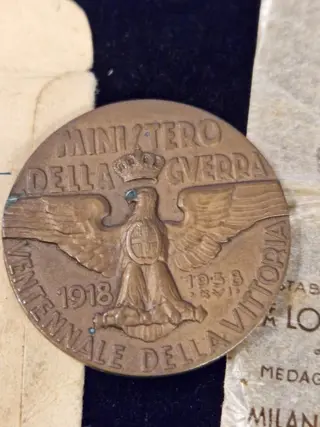 MINISTERO
DELLA GVERRA
1918
1938
XVII
VENTENNALE DELLA VITTORIA
STAB
LO
MEDAG
MILAN